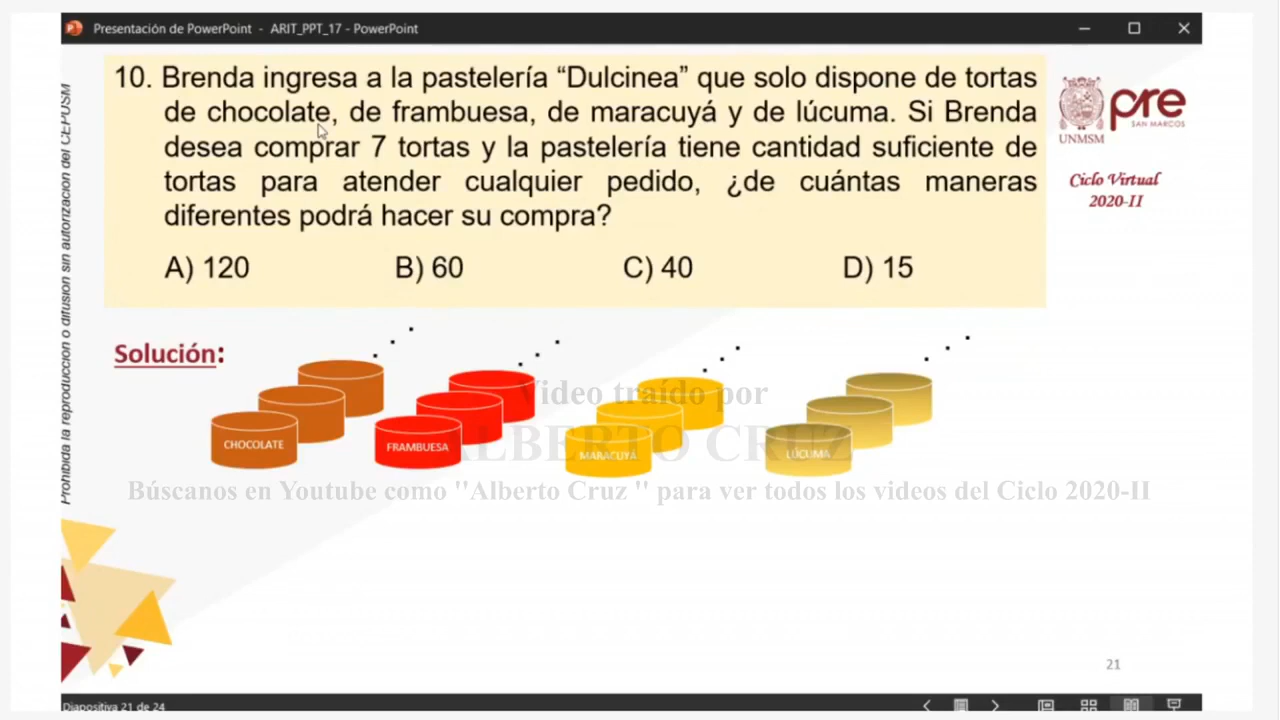 Presentación de PowerPoint - ARIT_PPT_17 - PowerPoint
10. Brenda ingresa a la pastelería “Dulcinea” que solo dispone de tortas
de chocolate, de frambuesa, de maracuyá y de lúcuma. Si Brenda
desea comprar 7 tortas y la pastelería tiene cantidad suficiente de
tortas para atender cualquier pedido, ¿de cuántas maneras
diferentes podrá hacer su compra?
A) 120 B) 60 C) 40 D) 15
UNMSM
pre
SAN MARCOS
Ciclo Virtual
2020-II
Prohibida la reproduccion o difusion sin autorizacion del CEPUSM
Solución:
CHOCOLATE
FRAMBUESA
MARACUYÁ
LÚCUMA
Video traído por
ALBERTO CRUZ
Búscanos en Youtube como "Alberto Cruz " para ver todos los videos del Ciclo 2020-II
21
Diapositiva 21 de 24